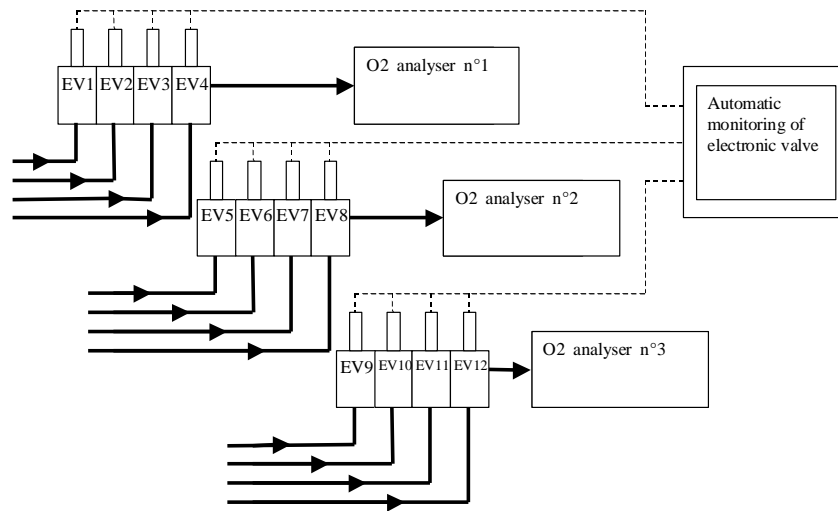 EV1 EV2 EV3 EV4
O2 analyser n°1
Automatic
monitoring of
electronic valve
EV5 EV6 EV7 EV8
O2 analyser n°2
EV9 EV10 EV11 EV12
O2 analyser n°3